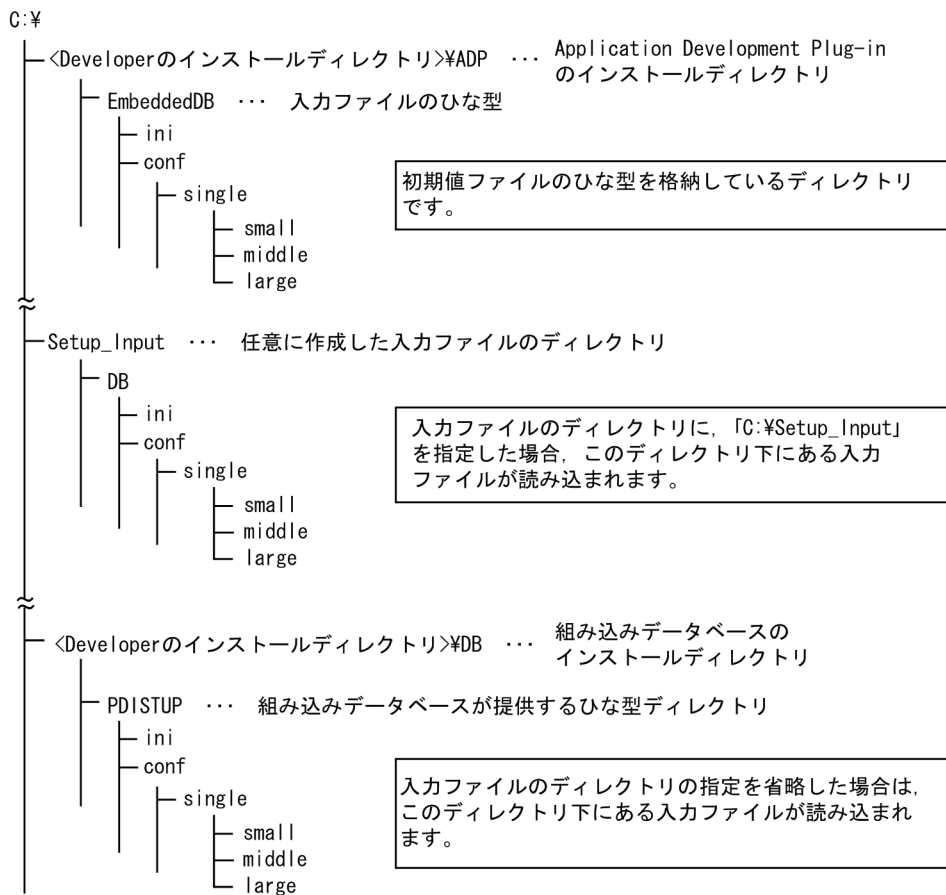 C:¥
<Developerのインストールディレクトリ>¥ADP ··· Application Development Plug-in
のインストールディレクトリ
EmbeddedDB ··· 入力ファイルのひな型
ini
conf
初期値ファイルのひな型を格納しているディレクトリ
です。
single
small
middle
large
Setup_Input ··· 任意に作成した入力ファイルのディレクトリ
DB
ini
conf
入力ファイルのディレクトリに，「C:¥Setup_Input」
を指定した場合，このディレクトリ下にある入力
ファイルが読み込まれます。
single
small
middle
large
<Developerのインストールディレクトリ>¥DB ··· 組み込みデータベースの
インストールディレクトリ
PDISTUP ··· 組み込みデータベースが提供するひな型ディレクトリ
ini
conf
入力ファイルのディレクトリの指定を省略した場合は，
このディレクトリ下にある入力ファイルが読み込まれ
ます。
single
small
middle
large